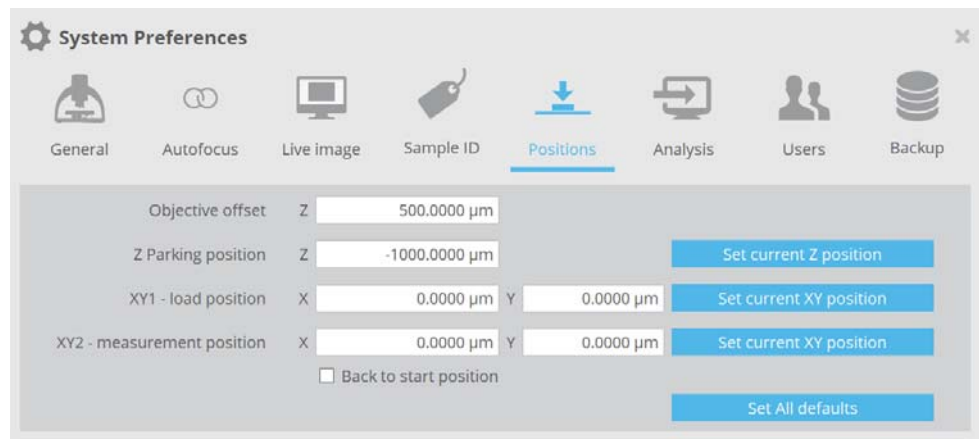 System Preferences
General Autofocus Live image Sample ID Positions Analysis Users Backup
Objective offset Z 500.0000 µm
Z Parking position Z -1000.0000 µm Set current Z position
XY1 - load position X 0.0000 µm Y 0.0000 µm Set current XY position
XY2 - measurement position X 0.0000 µm Y 0.0000 µm Set current XY position
Back to start position
Set All defaults